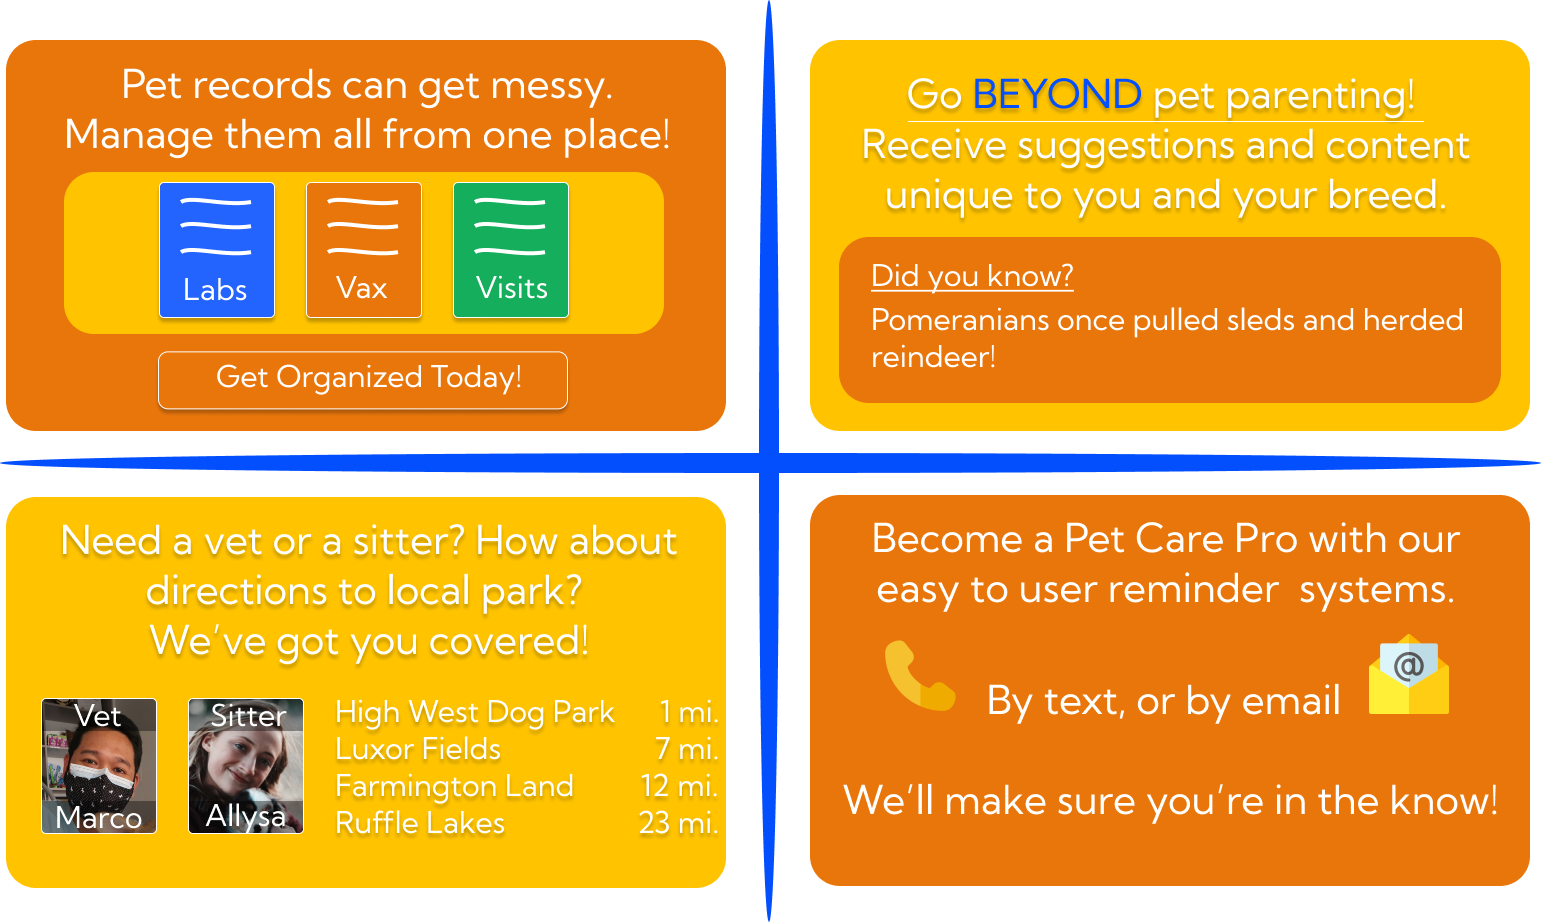 Pet records can get messy.
Manage them all from one place!
Labs
Vax
Visits
Get Organized Today!
Go BEYOND pet parenting!
Receive suggestions and content
unique to you and your breed.
Did you know?
Pomeranians once pulled sleds and herded
reindeer!
Need a vet or a sitter? How about
directions to local park?
We’ve got you covered!
Vet
Marco
Sitter
Allysa
High West Dog Park 1 mi.
Luxor Fields 7 mi.
Farmington Land 12 mi.
Ruffle Lakes 23 mi.
Become a Pet Care Pro with our
easy to user reminder systems.
@
By text, or by email
We’ll make sure you’re in the know!